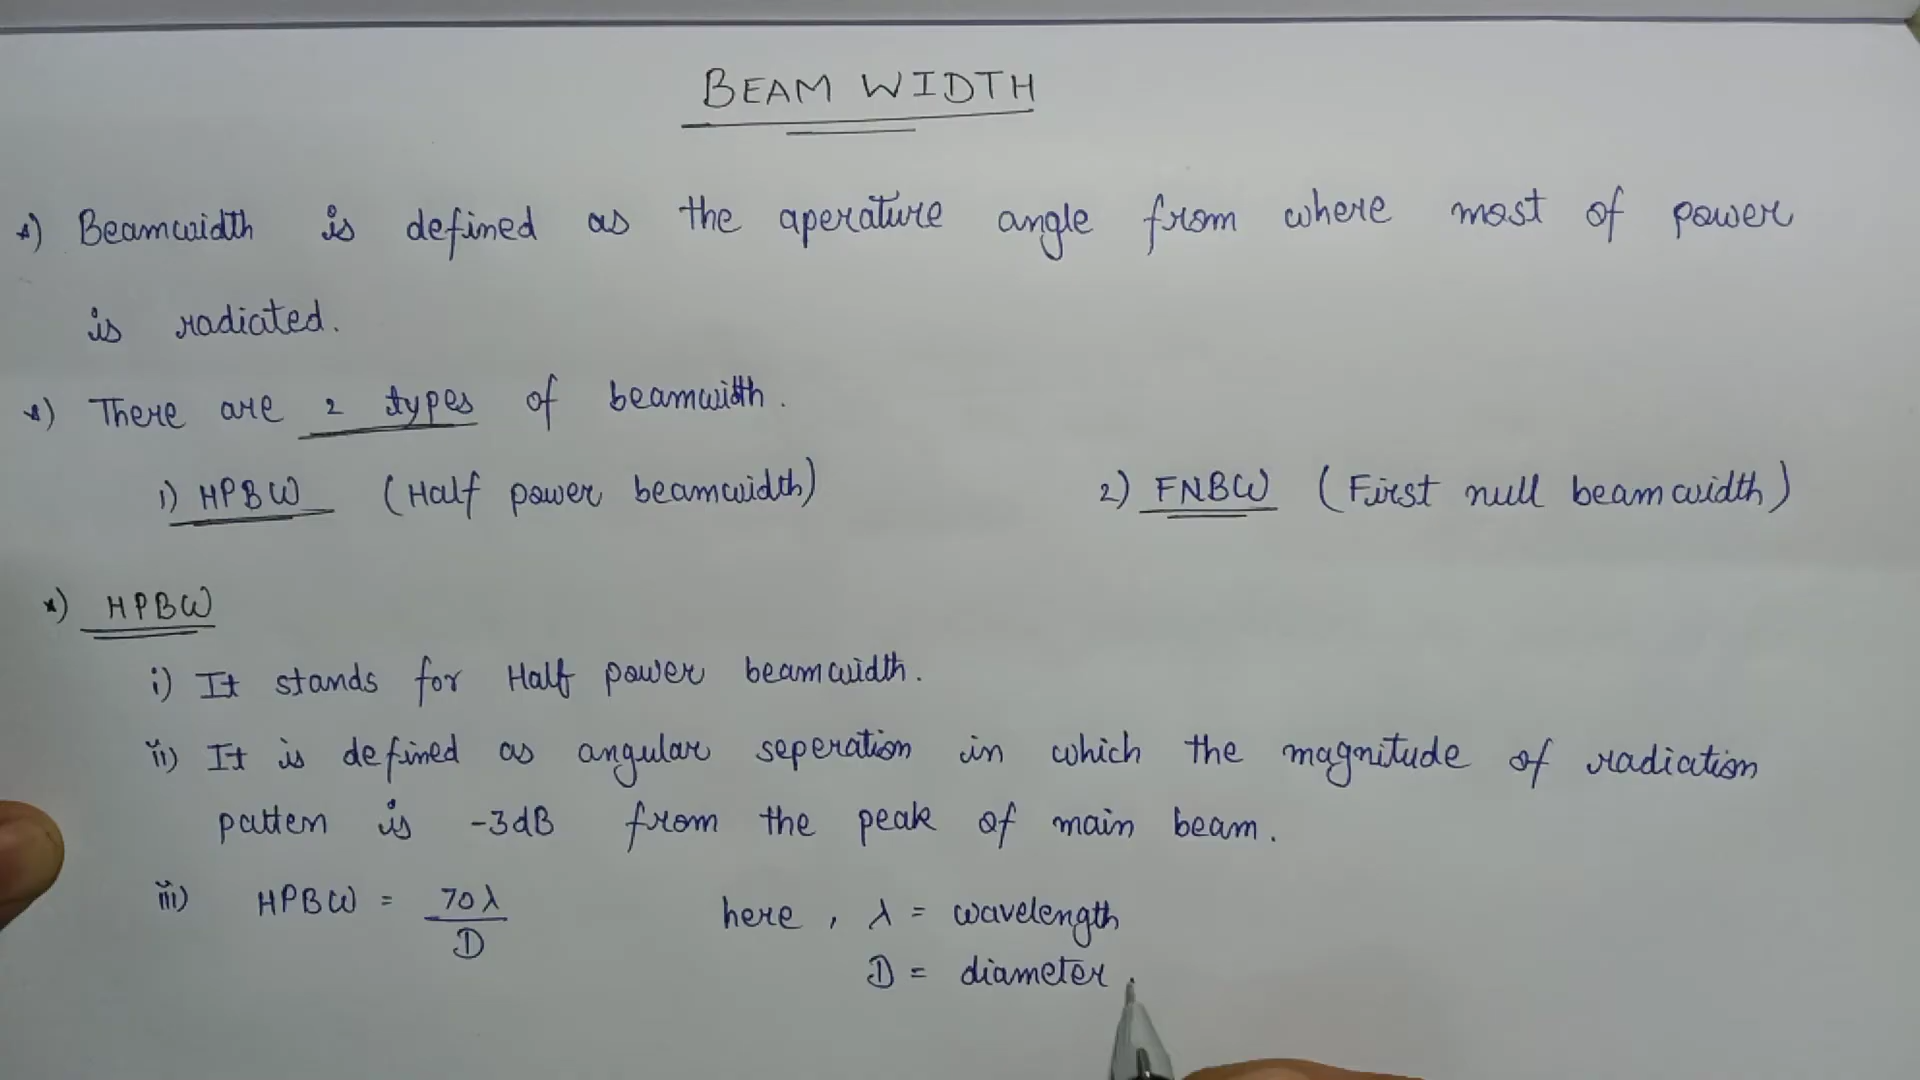 BEAM WIDTH
*) Beamwidth is defined as the aperature angle from where most of power
is radiated.
*) There are 2 types of beamwidth.
1) HPBW (Half power beamwidth) 2) FNBW (First null beamwidth)
*) HPBW
i) It stands for Half power beamwidth.
ii) It is defined as angular seperation in which the magnitude of radiation
patten is -3dB from the peak of main beam.
iii) HPBW = 70λ / D here, λ = wavelength
D = diameter.